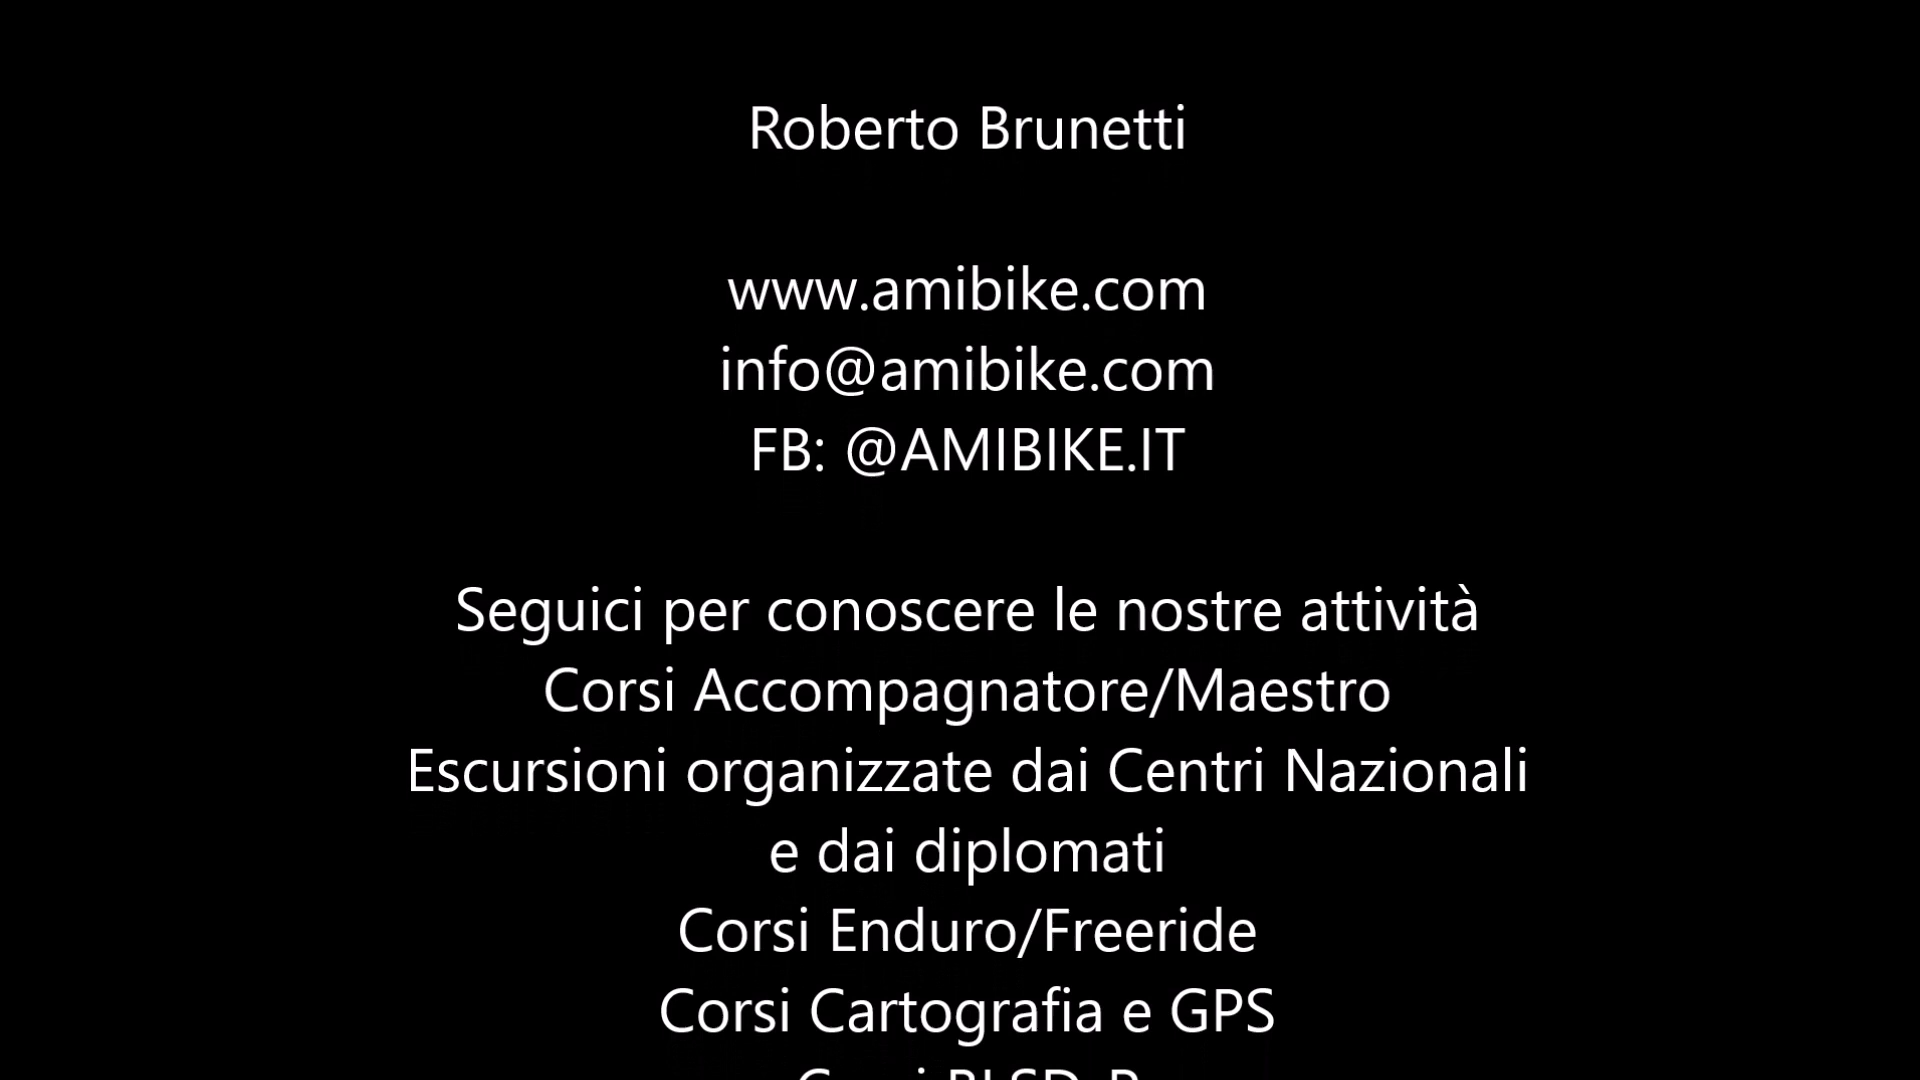 Roberto Brunetti
www.amibike.com
info@amibike.com
FB: @AMIBIKE.IT
Seguici per conoscere le nostre attività
Corsi Accompagnatore/Maestro
Escursioni organizzate dai Centri Nazionali
e dai diplomati
Corsi Enduro/Freeride
Corsi Cartografia e GPS
Corsi